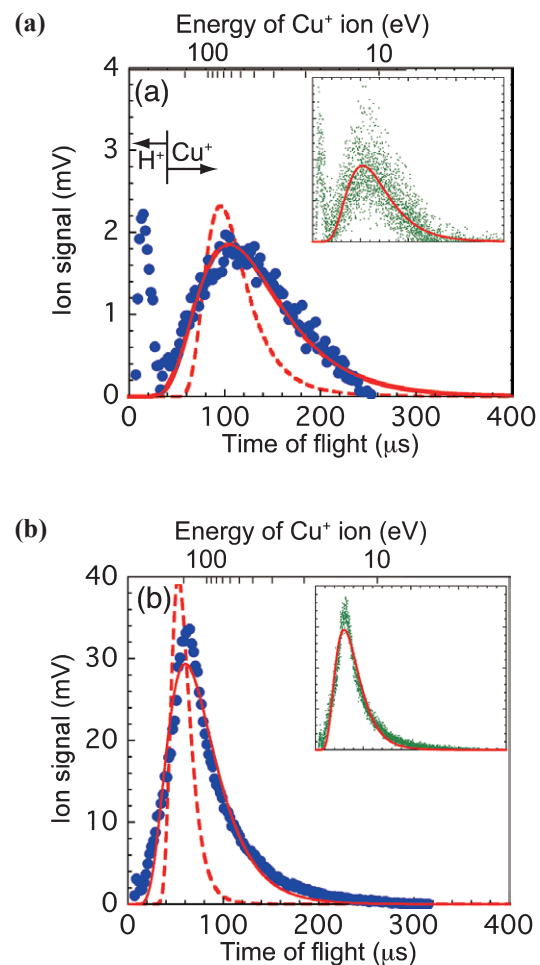 (a)
Energy of Cu⁺ ion (eV)
100 10
4
(a)
H⁺ Cu⁺
3
2
1
0
Ion signal (mV)
0 100 200 300 400
Time of flight (μs)
(b)
Energy of Cu⁺ ion (eV)
100 10
40
(b)
30
20
10
0
Ion signal (mV)
0 100 200 300 400
Time of flight (μs)